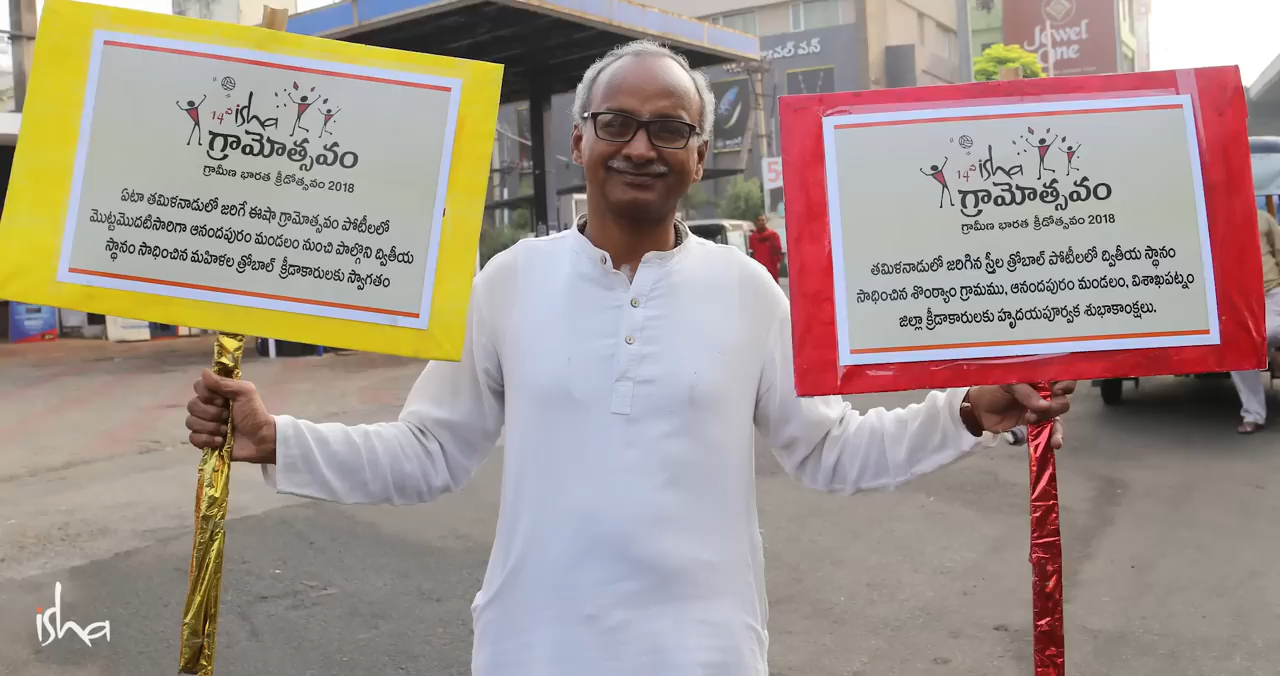 14వ isha
గ్రామోత్సవం
గ్రామీణ భారత క్రీడోత్సవం 2018
ఏటా తమిళనాడులో జరిగే ఈషా గ్రామోత్సవం పోటీలలో
మొట్టమొదటిసారిగా ఆనందపురం మండలం నుంచి పాల్గొని ద్వితీయ
స్థానం సాధించిన మహిళల త్రోబాల్ క్రీడాకారులకు స్వాగతం
14వ isha
గ్రామోత్సవం
గ్రామీణ భారత క్రీడోత్సవం 2018
తమిళనాడులో జరిగిన స్త్రీల త్రోబాల్ పోటీలలో ద్వితీయ స్థానం
సాధించిన శొంఠ్యాం గ్రామము, ఆనందపురం మండలం, విశాఖపట్నం
జిల్లా క్రీడాకారులకు హృదయపూర్వక శుభాకాంక్షలు.
Jewel
One
isha